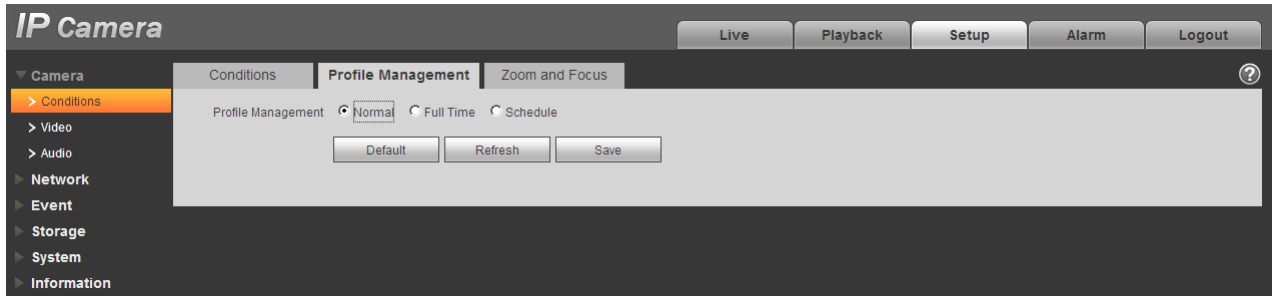 IP Camera
Live Playback Setup Alarm Logout
Camera
Conditions Profile Management Zoom and Focus ?
> Conditions
Profile Management Normal Full Time Schedule
> Video
Default Refresh Save
> Audio
Network
Event
Storage
System
Information